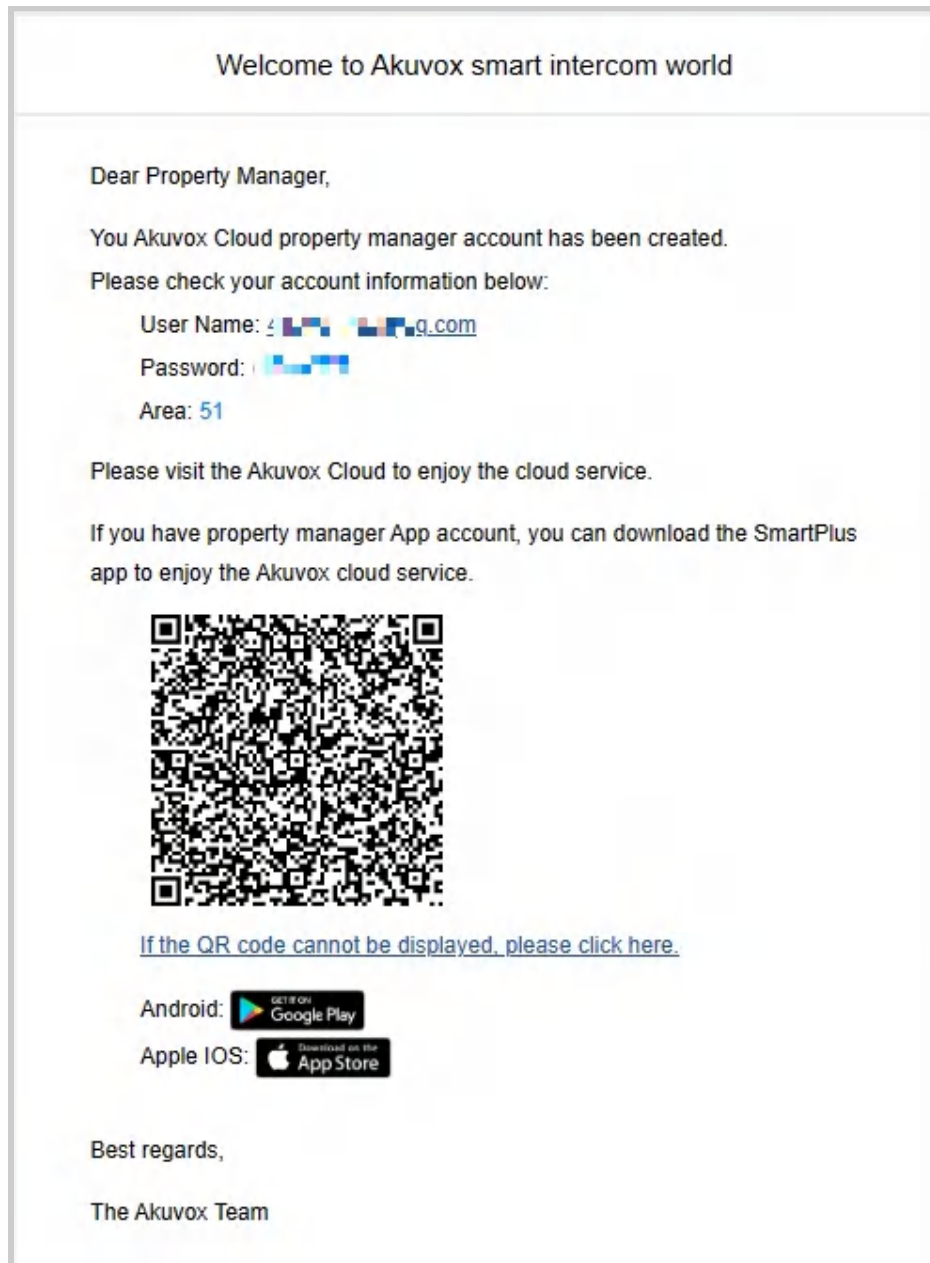 Welcome to Akuvox smart intercom world
Dear Property Manager,
You Akuvox Cloud property manager account has been created.
Please check your account information below:
User Name: q.com
Password:
Area: 51
Please visit the Akuvox Cloud to enjoy the cloud service.
If you have property manager App account, you can download the SmartPlus
app to enjoy the Akuvox cloud service.
If the QR code cannot be displayed, please click here.
Android: GET IT ON Google Play
Apple IOS: Download on the App Store
Best regards,
The Akuvox Team